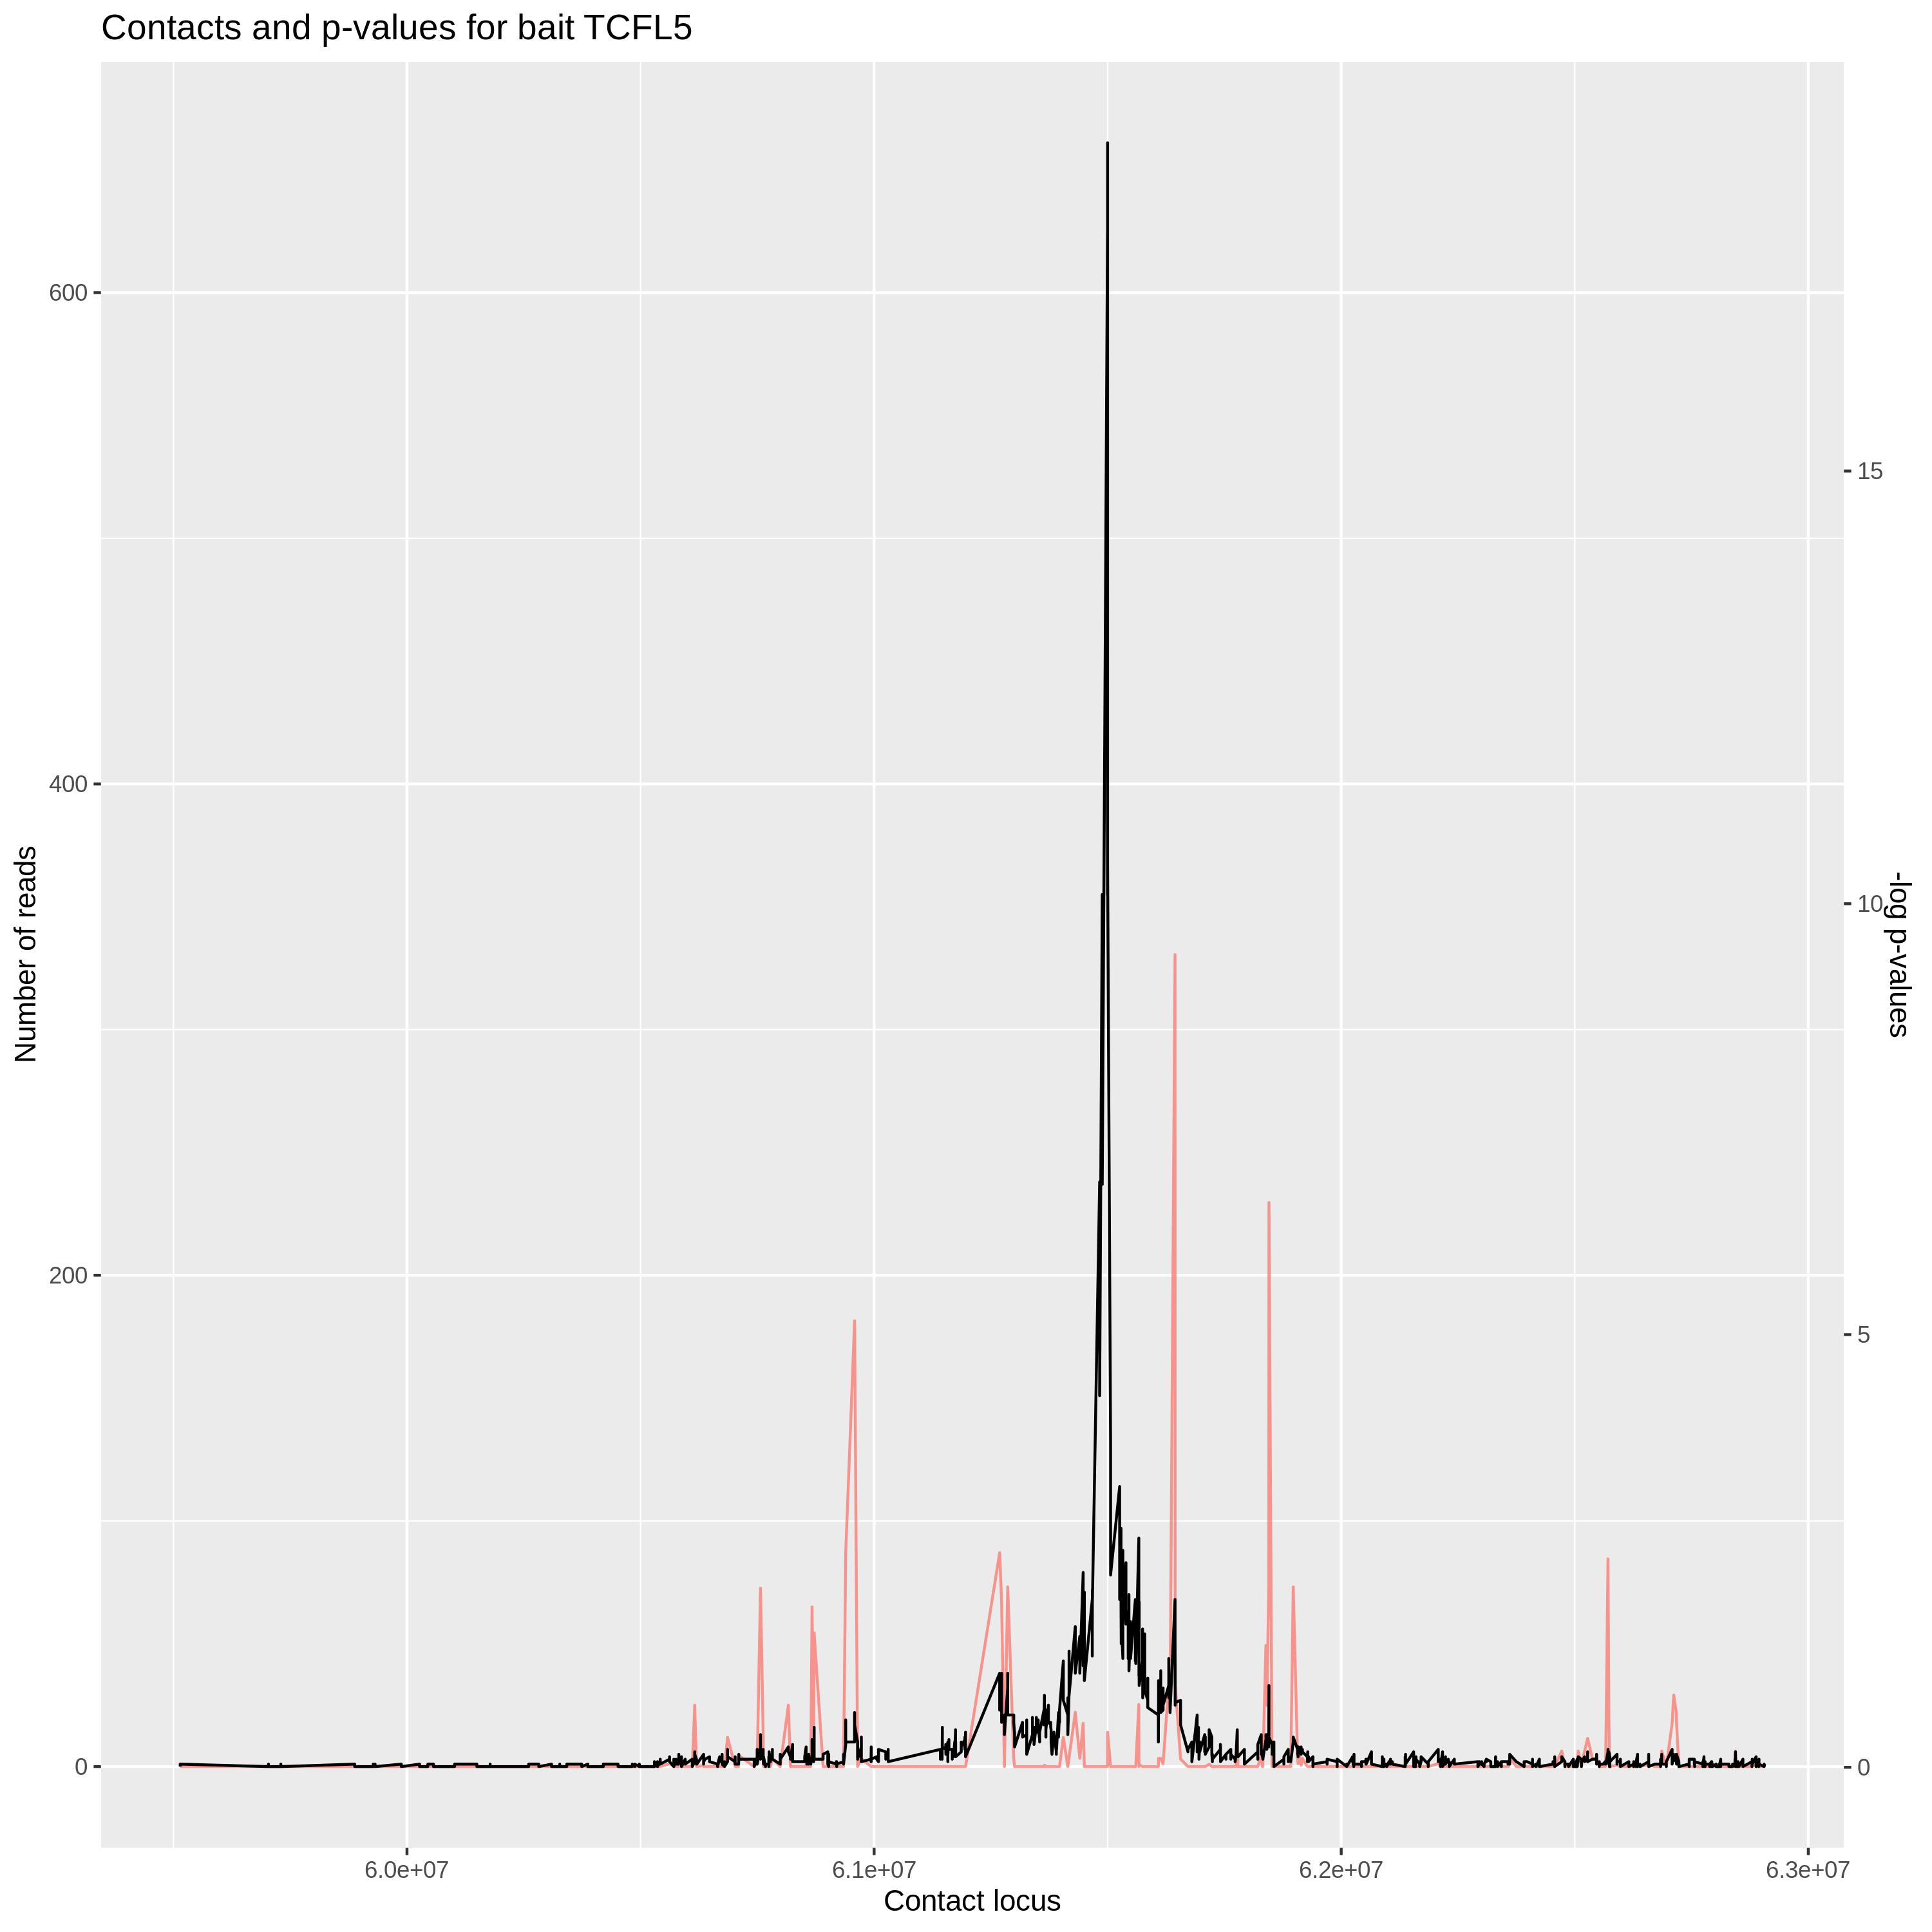 Contacts and p-values for bait TCFL5
600
400
200
0
Number of reads
15
10
5
0
-log p-values
6.0e+07
6.1e+07
6.2e+07
6.3e+07
Contact locus